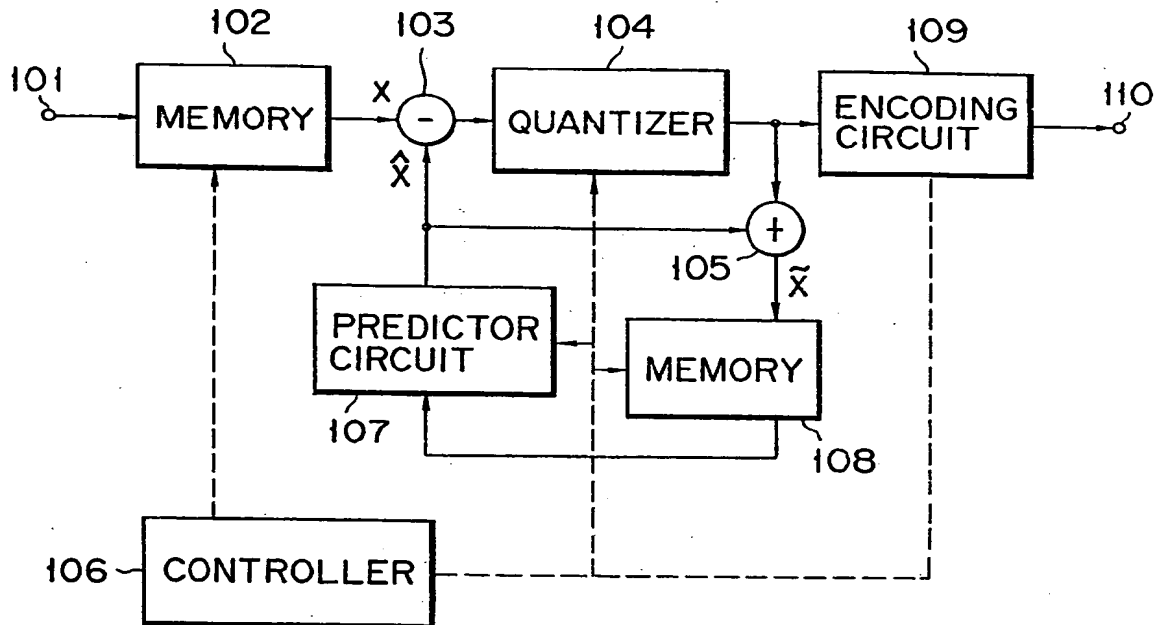 102
103
104
109
101
110
MEMORY
X
-
QUANTIZER
ENCODING
CIRCUIT
X̂
+
105
X̃
PREDICTOR
CIRCUIT
MEMORY
107
108
106
CONTROLLER